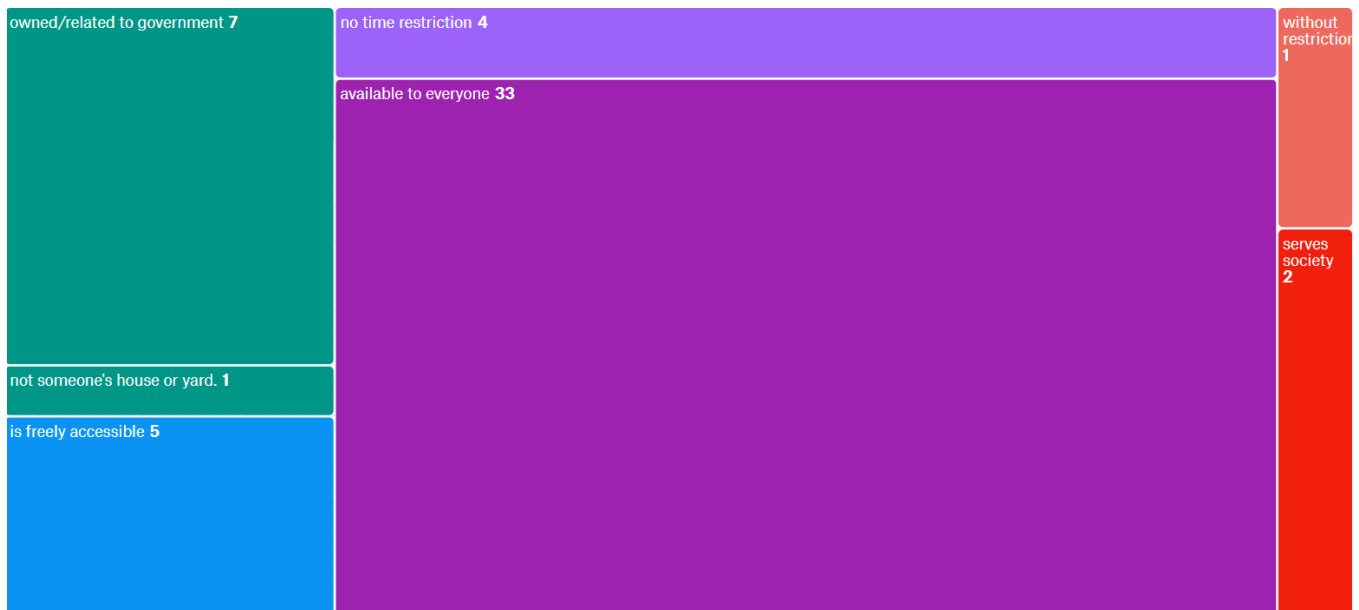 owned/related to government 7
not someone's house or yard. 1
is freely accessible 5
no time restriction 4
available to everyone 33
without
restriction
1
serves
society
2